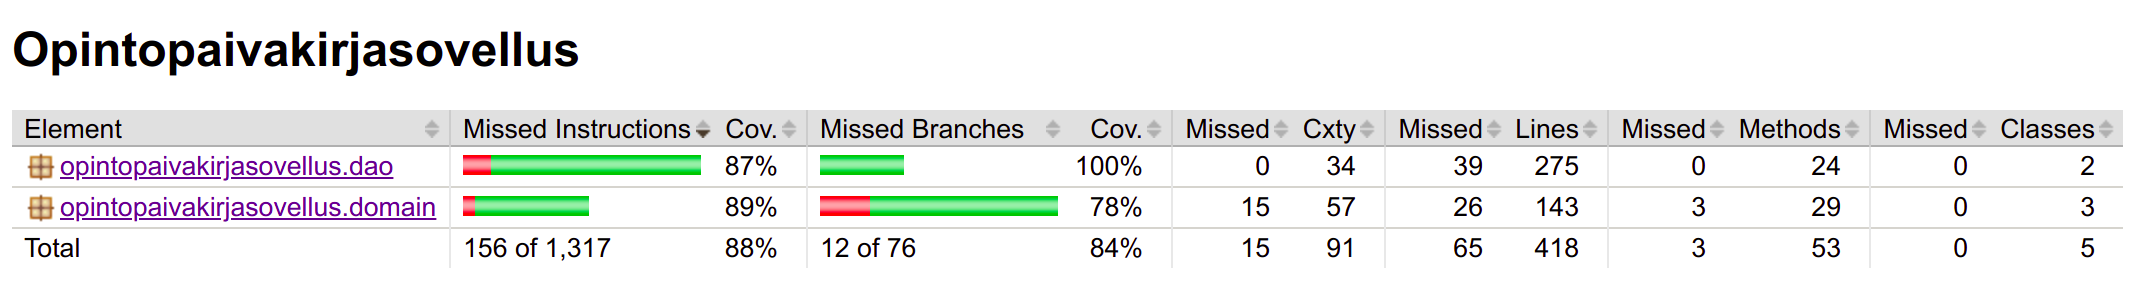 Opintopaivakirjasovellus
Element Missed Instructions Cov. Missed Branches Cov. Missed Cxty Missed Lines Missed Methods Missed Classes
opintopaivakirjasovellus.dao 87% 100% 0 34 39 275 0 24 0 2
opintopaivakirjasovellus.domain 89% 78% 15 57 26 143 3 29 0 3
Total 156 of 1,317 88% 12 of 76 84% 15 91 65 418 3 53 0 5